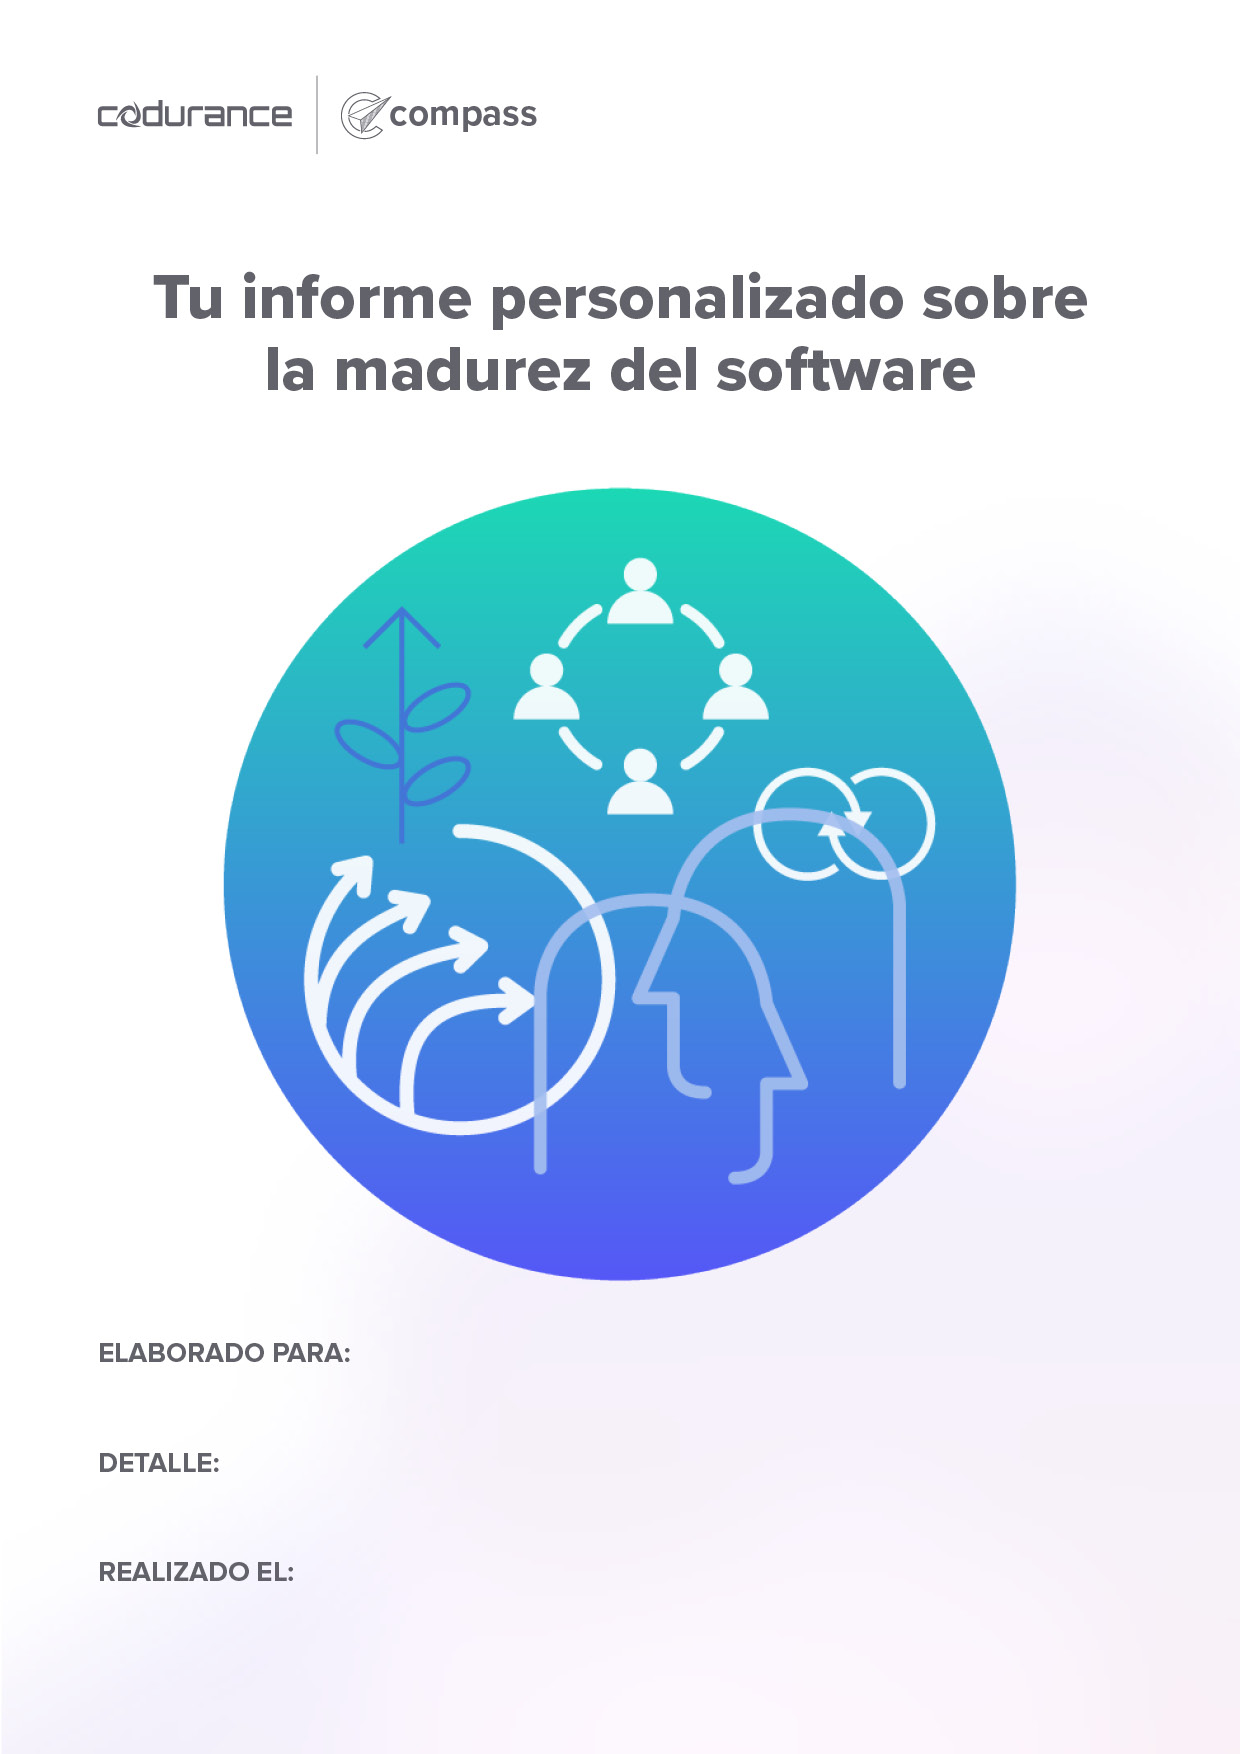 codurance
compass
Tu informe personalizado sobre
la madurez del software
ELABORADO PARA:
DETALLE:
REALIZADO EL: